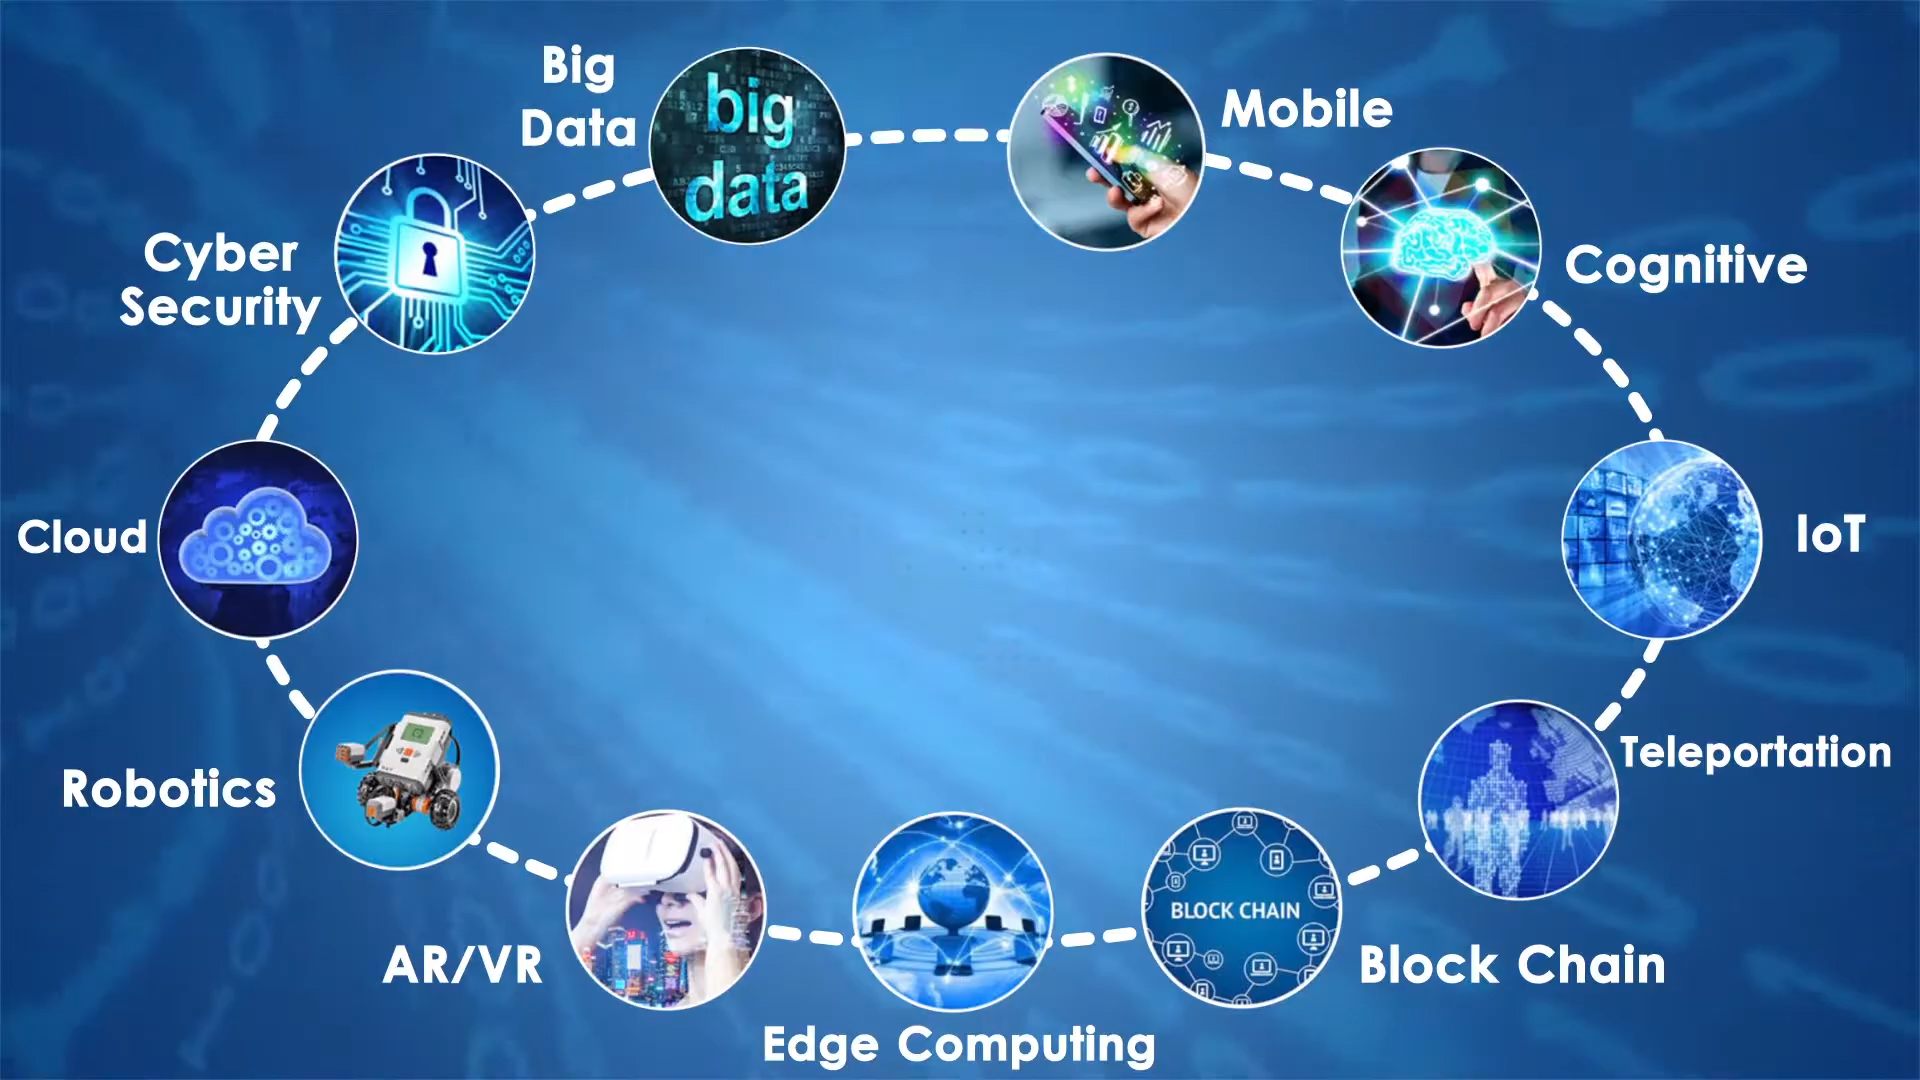 Big
Data
big
data
Mobile
Cognitive
Cyber
Security
Cloud
IoT
Teleportation
Robotics
BLOCK CHAIN
AR/VR
Block Chain
Edge Computing